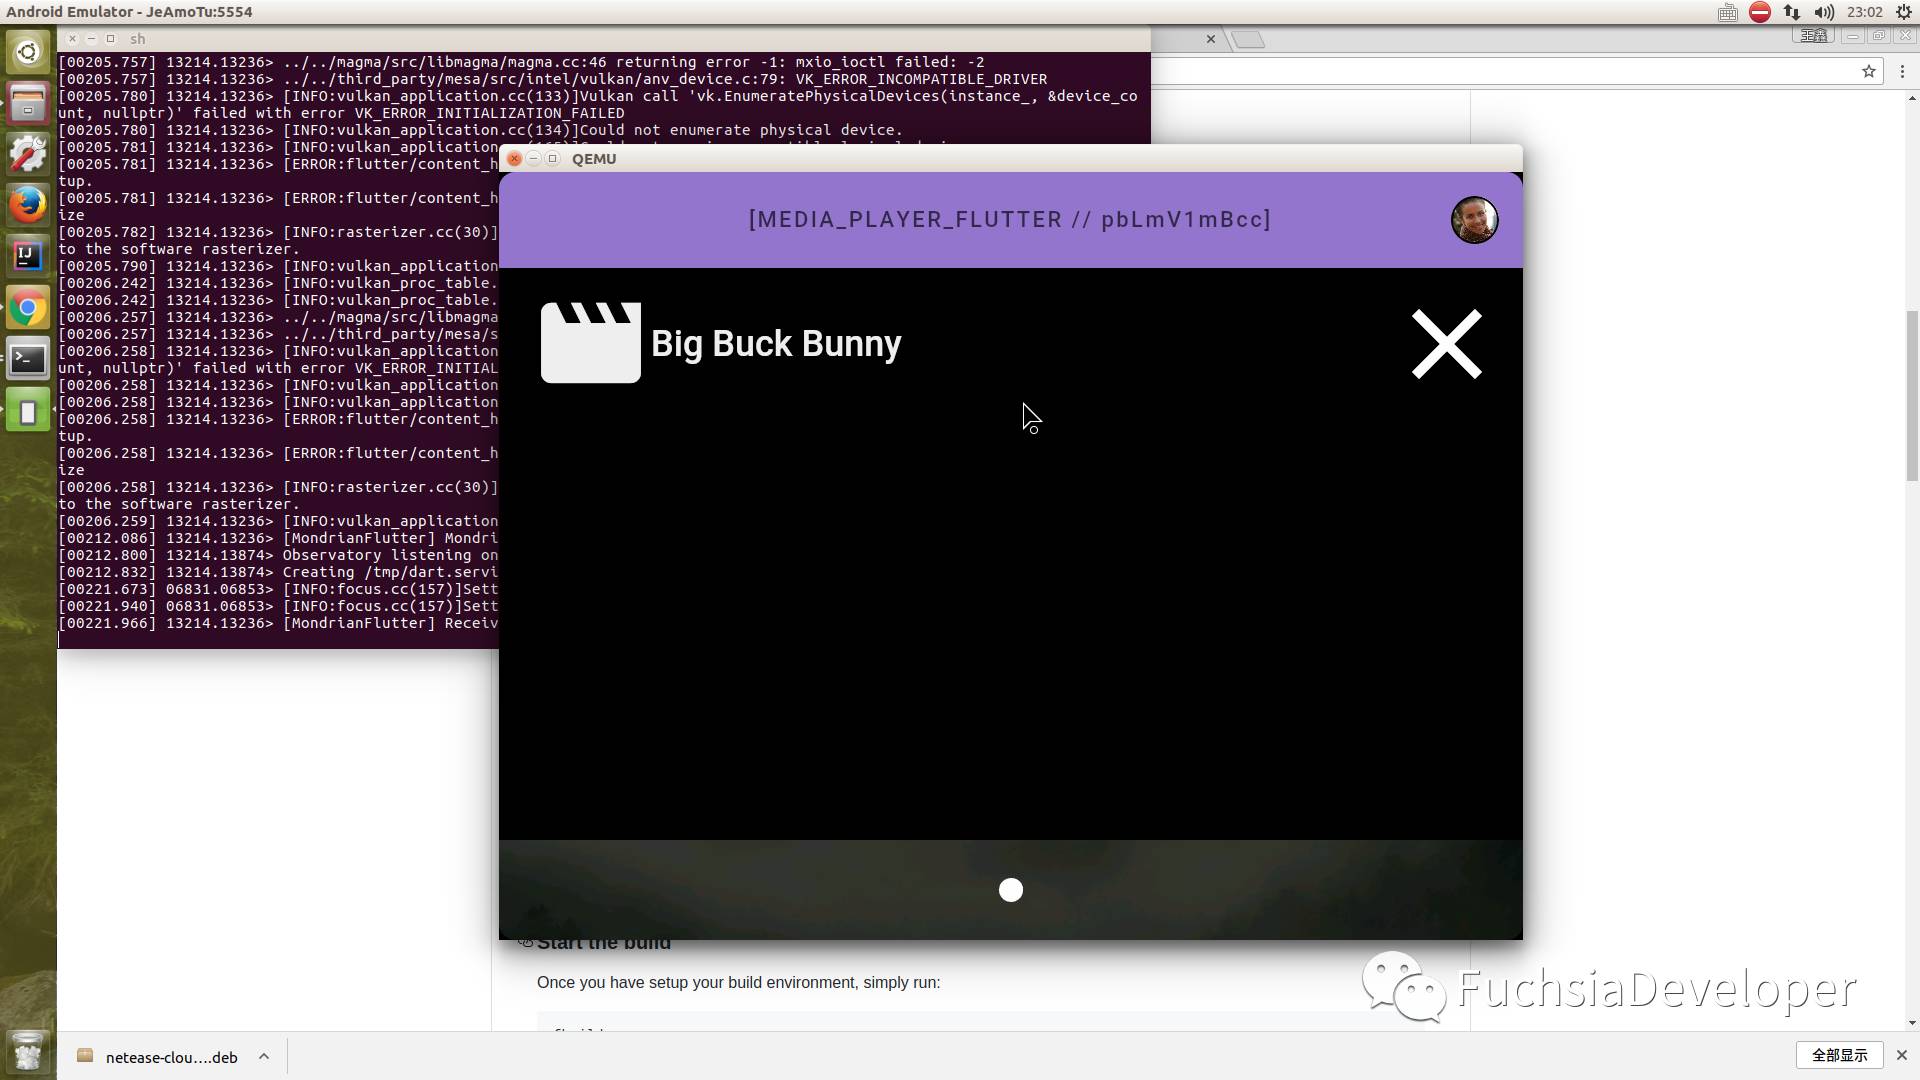 Android Emulator - JeAmoTu:5554
23:02
sh
王鑫
[00205.757] 13214.13236> ../../magma/src/libmagma/magma.cc:46 returning error -1: mxio_ioctl failed: -2
[00205.757] 13214.13236> ../../third_party/mesa/src/intel/vulkan/anv_device.c:79: VK_ERROR_INCOMPATIBLE_DRIVER
[00205.780] 13214.13236> [INFO:vulkan_application.cc(133)]Vulkan call 'vk.EnumeratePhysicalDevices(instance_, &device_co
unt, nullptr)' failed with error VK_ERROR_INITIALIZATION_FAILED
[00205.780] 13214.13236> [INFO:vulkan_application.cc(134)]Could not enumerate physical device.
[00205.781] 13214.13236> [INFO:vulkan_application
[00205.781] 13214.13236> [ERROR:flutter/content_h
tup.
[00205.781] 13214.13236> [ERROR:flutter/content_h
ize
[00205.782] 13214.13236> [INFO:rasterizer.cc(30)]
to the software rasterizer.
[00205.790] 13214.13236> [INFO:vulkan_application
[00206.242] 13214.13236> [INFO:vulkan_proc_table.
[00206.242] 13214.13236> [INFO:vulkan_proc_table.
[00206.257] 13214.13236> ../../magma/src/libmagma
[00206.257] 13214.13236> ../../third_party/mesa/s
[00206.258] 13214.13236> [INFO:vulkan_application
unt, nullptr)' failed with error VK_ERROR_INITIAL
[00206.258] 13214.13236> [INFO:vulkan_application
[00206.258] 13214.13236> [INFO:vulkan_application
[00206.258] 13214.13236> [ERROR:flutter/content_h
tup.
[00206.258] 13214.13236> [ERROR:flutter/content_h
ize
[00206.258] 13214.13236> [INFO:rasterizer.cc(30)]
to the software rasterizer.
[00206.259] 13214.13236> [INFO:vulkan_application
[00212.086] 13214.13236> [MondrianFlutter] Mondri
[00212.800] 13214.13874> Observatory listening on
[00212.832] 13214.13874> Creating /tmp/dart.servi
[00221.673] 06831.06853> [INFO:focus.cc(157)]Sett
[00221.940] 06831.06853> [INFO:focus.cc(157)]Sett
[00221.966] 13214.13236> [MondrianFlutter] Receiv
QEMU
[MEDIA_PLAYER_FLUTTER // pbLmV1mBcc]
Big Buck Bunny
Start the build
Once you have setup your build environment, simply run:
FuchsiaDeveloper
netease-clou....deb
全部显示